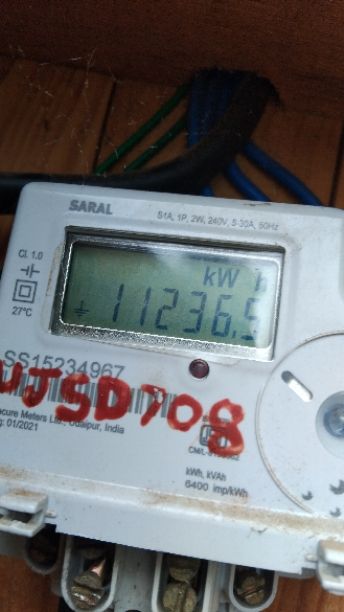 SARAL S1A, 1P, 2W, 240V, 5-30A, 50Hz
Cl. 1.0
kW
11236.5
27°C
SS15234967
UJSD708
Meters Ltd., Udaipur, India
01/2021
kWh, kVAh
6400 imp/kWh